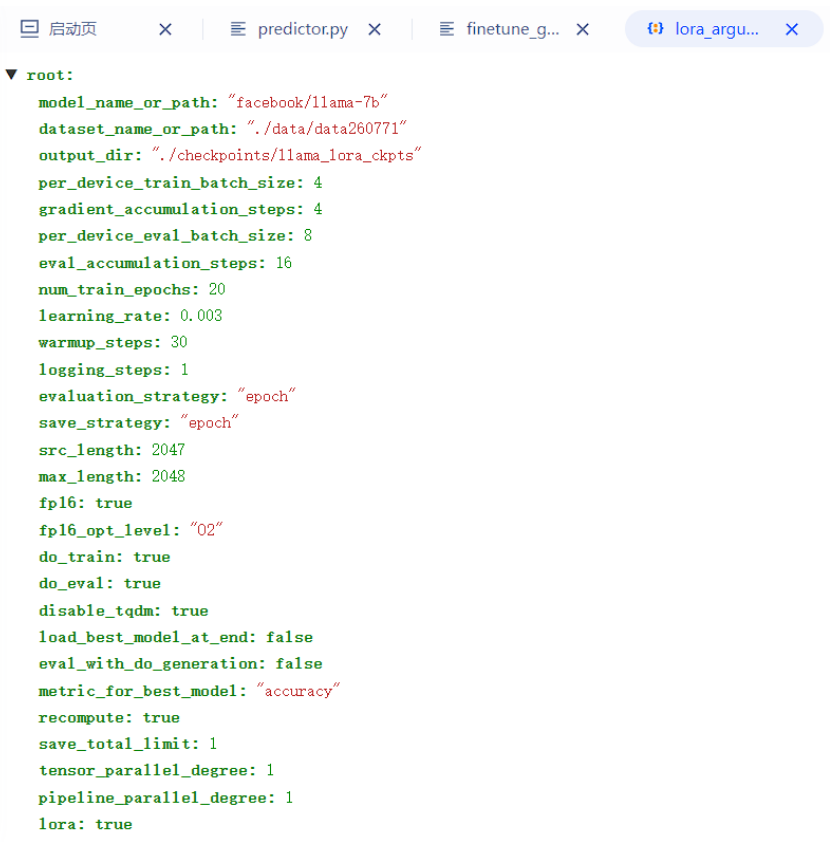 启动页
predictor.py
finetune_g...
lora_argu...
root:
model_name_or_path: "facebook/llama-7b"
dataset_name_or_path: "./data/data260771"
output_dir: "./checkpoints/llama_lora_ckpts"
per_device_train_batch_size: 4
gradient_accumulation_steps: 4
per_device_eval_batch_size: 8
eval_accumulation_steps: 16
num_train_epochs: 20
learning_rate: 0.003
warmup_steps: 30
logging_steps: 1
evaluation_strategy: "epoch"
save_strategy: "epoch"
src_length: 2047
max_length: 2048
fp16: true
fp16_opt_level: "O2"
do_train: true
do_eval: true
disable_tqdm: true
load_best_model_at_end: false
eval_with_do_generation: false
metric_for_best_model: "accuracy"
recompute: true
save_total_limit: 1
tensor_parallel_degree: 1
pipeline_parallel_degree: 1
lora: true